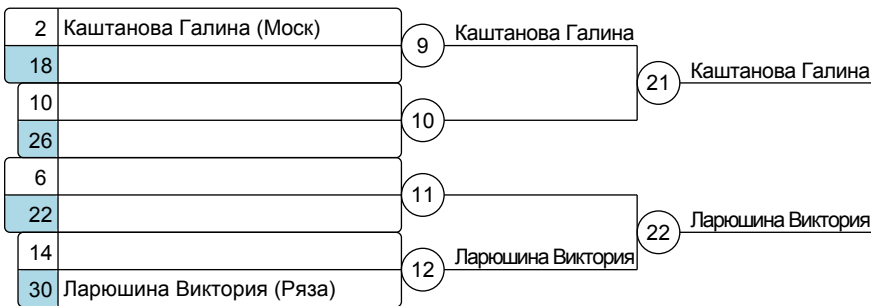 2 Каштанова Галина (Моск)
9 Каштанова Галина
18
21 Каштанова Галина
10
10
26
6
11
22
22 Ларюшина Виктория
14
12 Ларюшина Виктория
30 Ларюшина Виктория (Ряза)